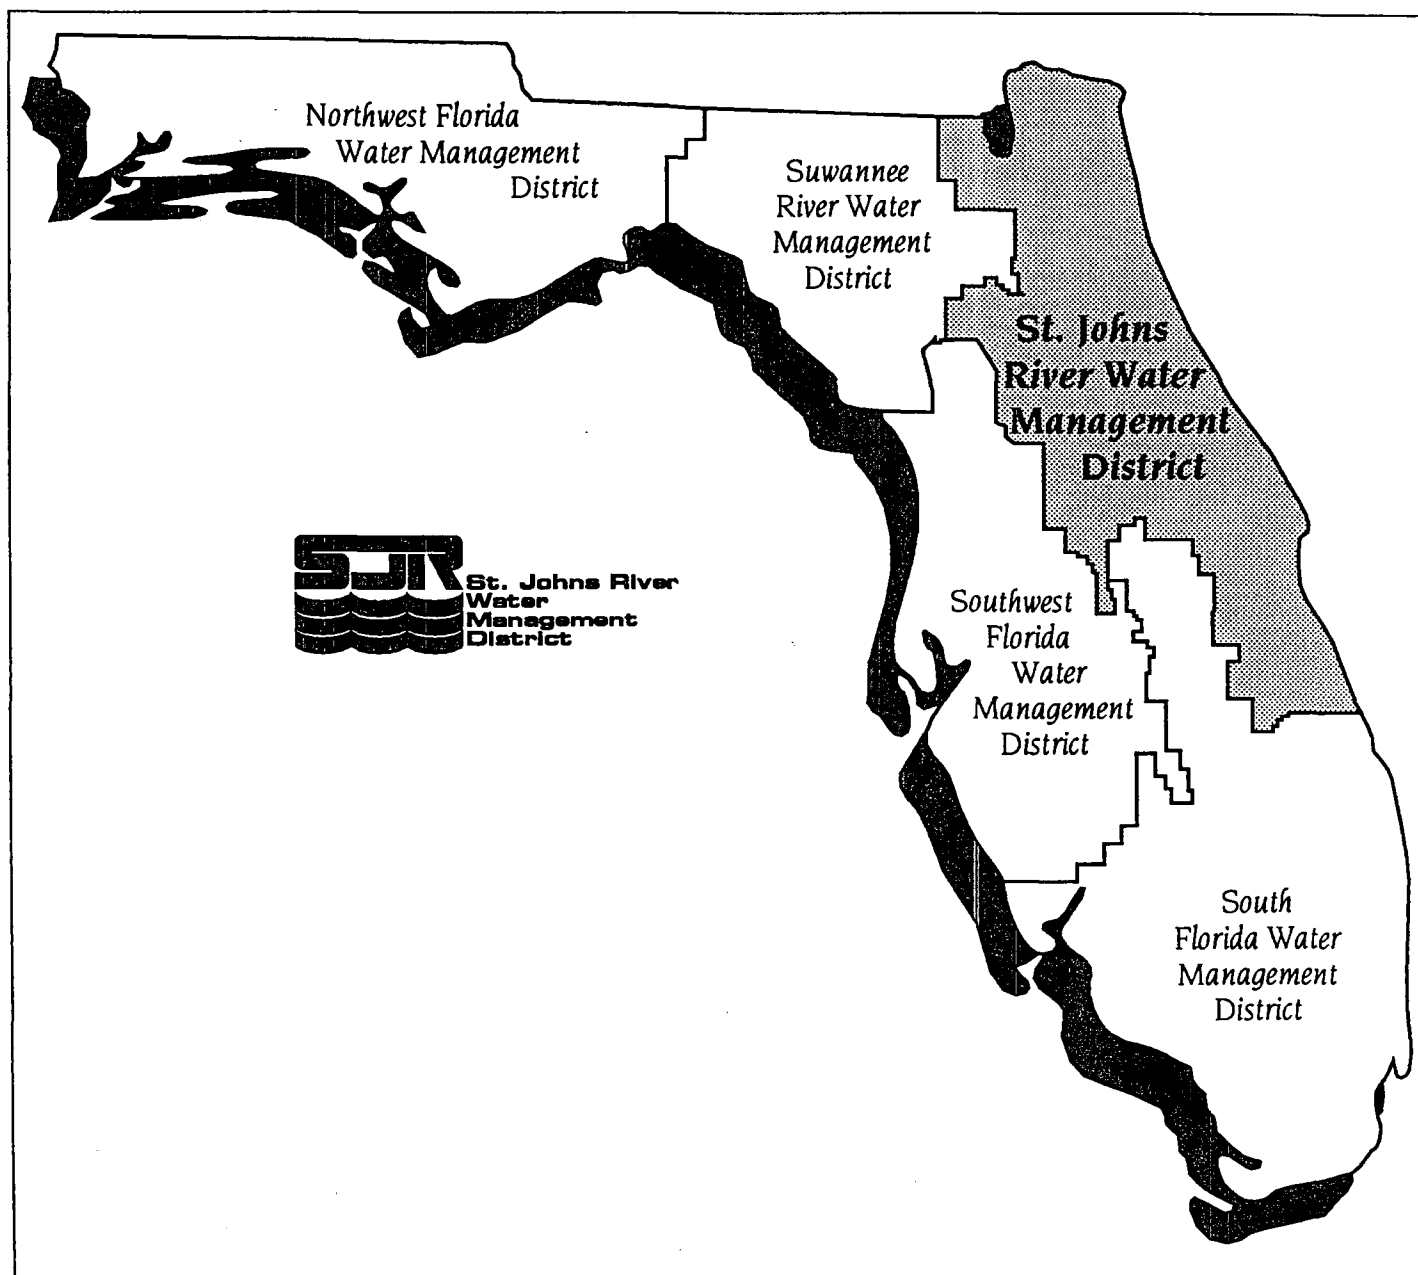 Northwest Florida
Water Management
District
Suwannee
River Water
Management
District
St. Johns
River Water
Management
District
SJR
St. Johns River
Water
Management
District
Southwest
Florida
Water
Management
District
South
Florida Water
Management
District